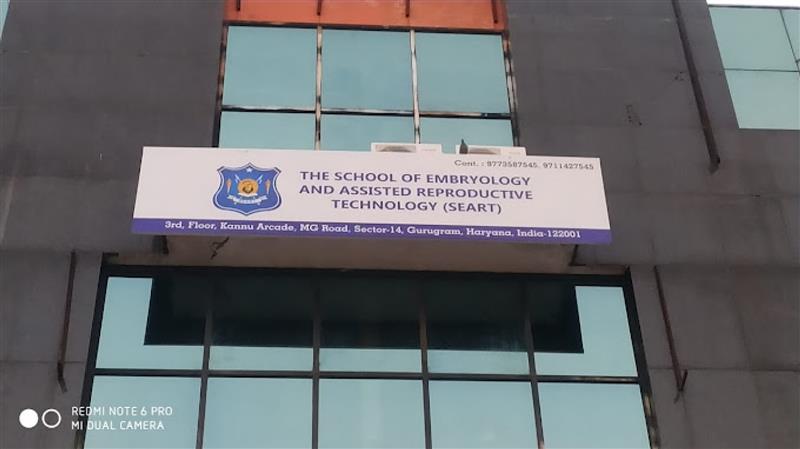 Cont. : 9773587545, 9711427545
THE SCHOOL OF EMBRYOLOGY
AND ASSISTED REPRODUCTIVE
TECHNOLOGY (SEART)
3rd, Floor, Kannu Arcade, MG Road, Sector-14, Gurugram, Haryana, India-122001
REDMI NOTE 6 PRO
MI DUAL CAMERA